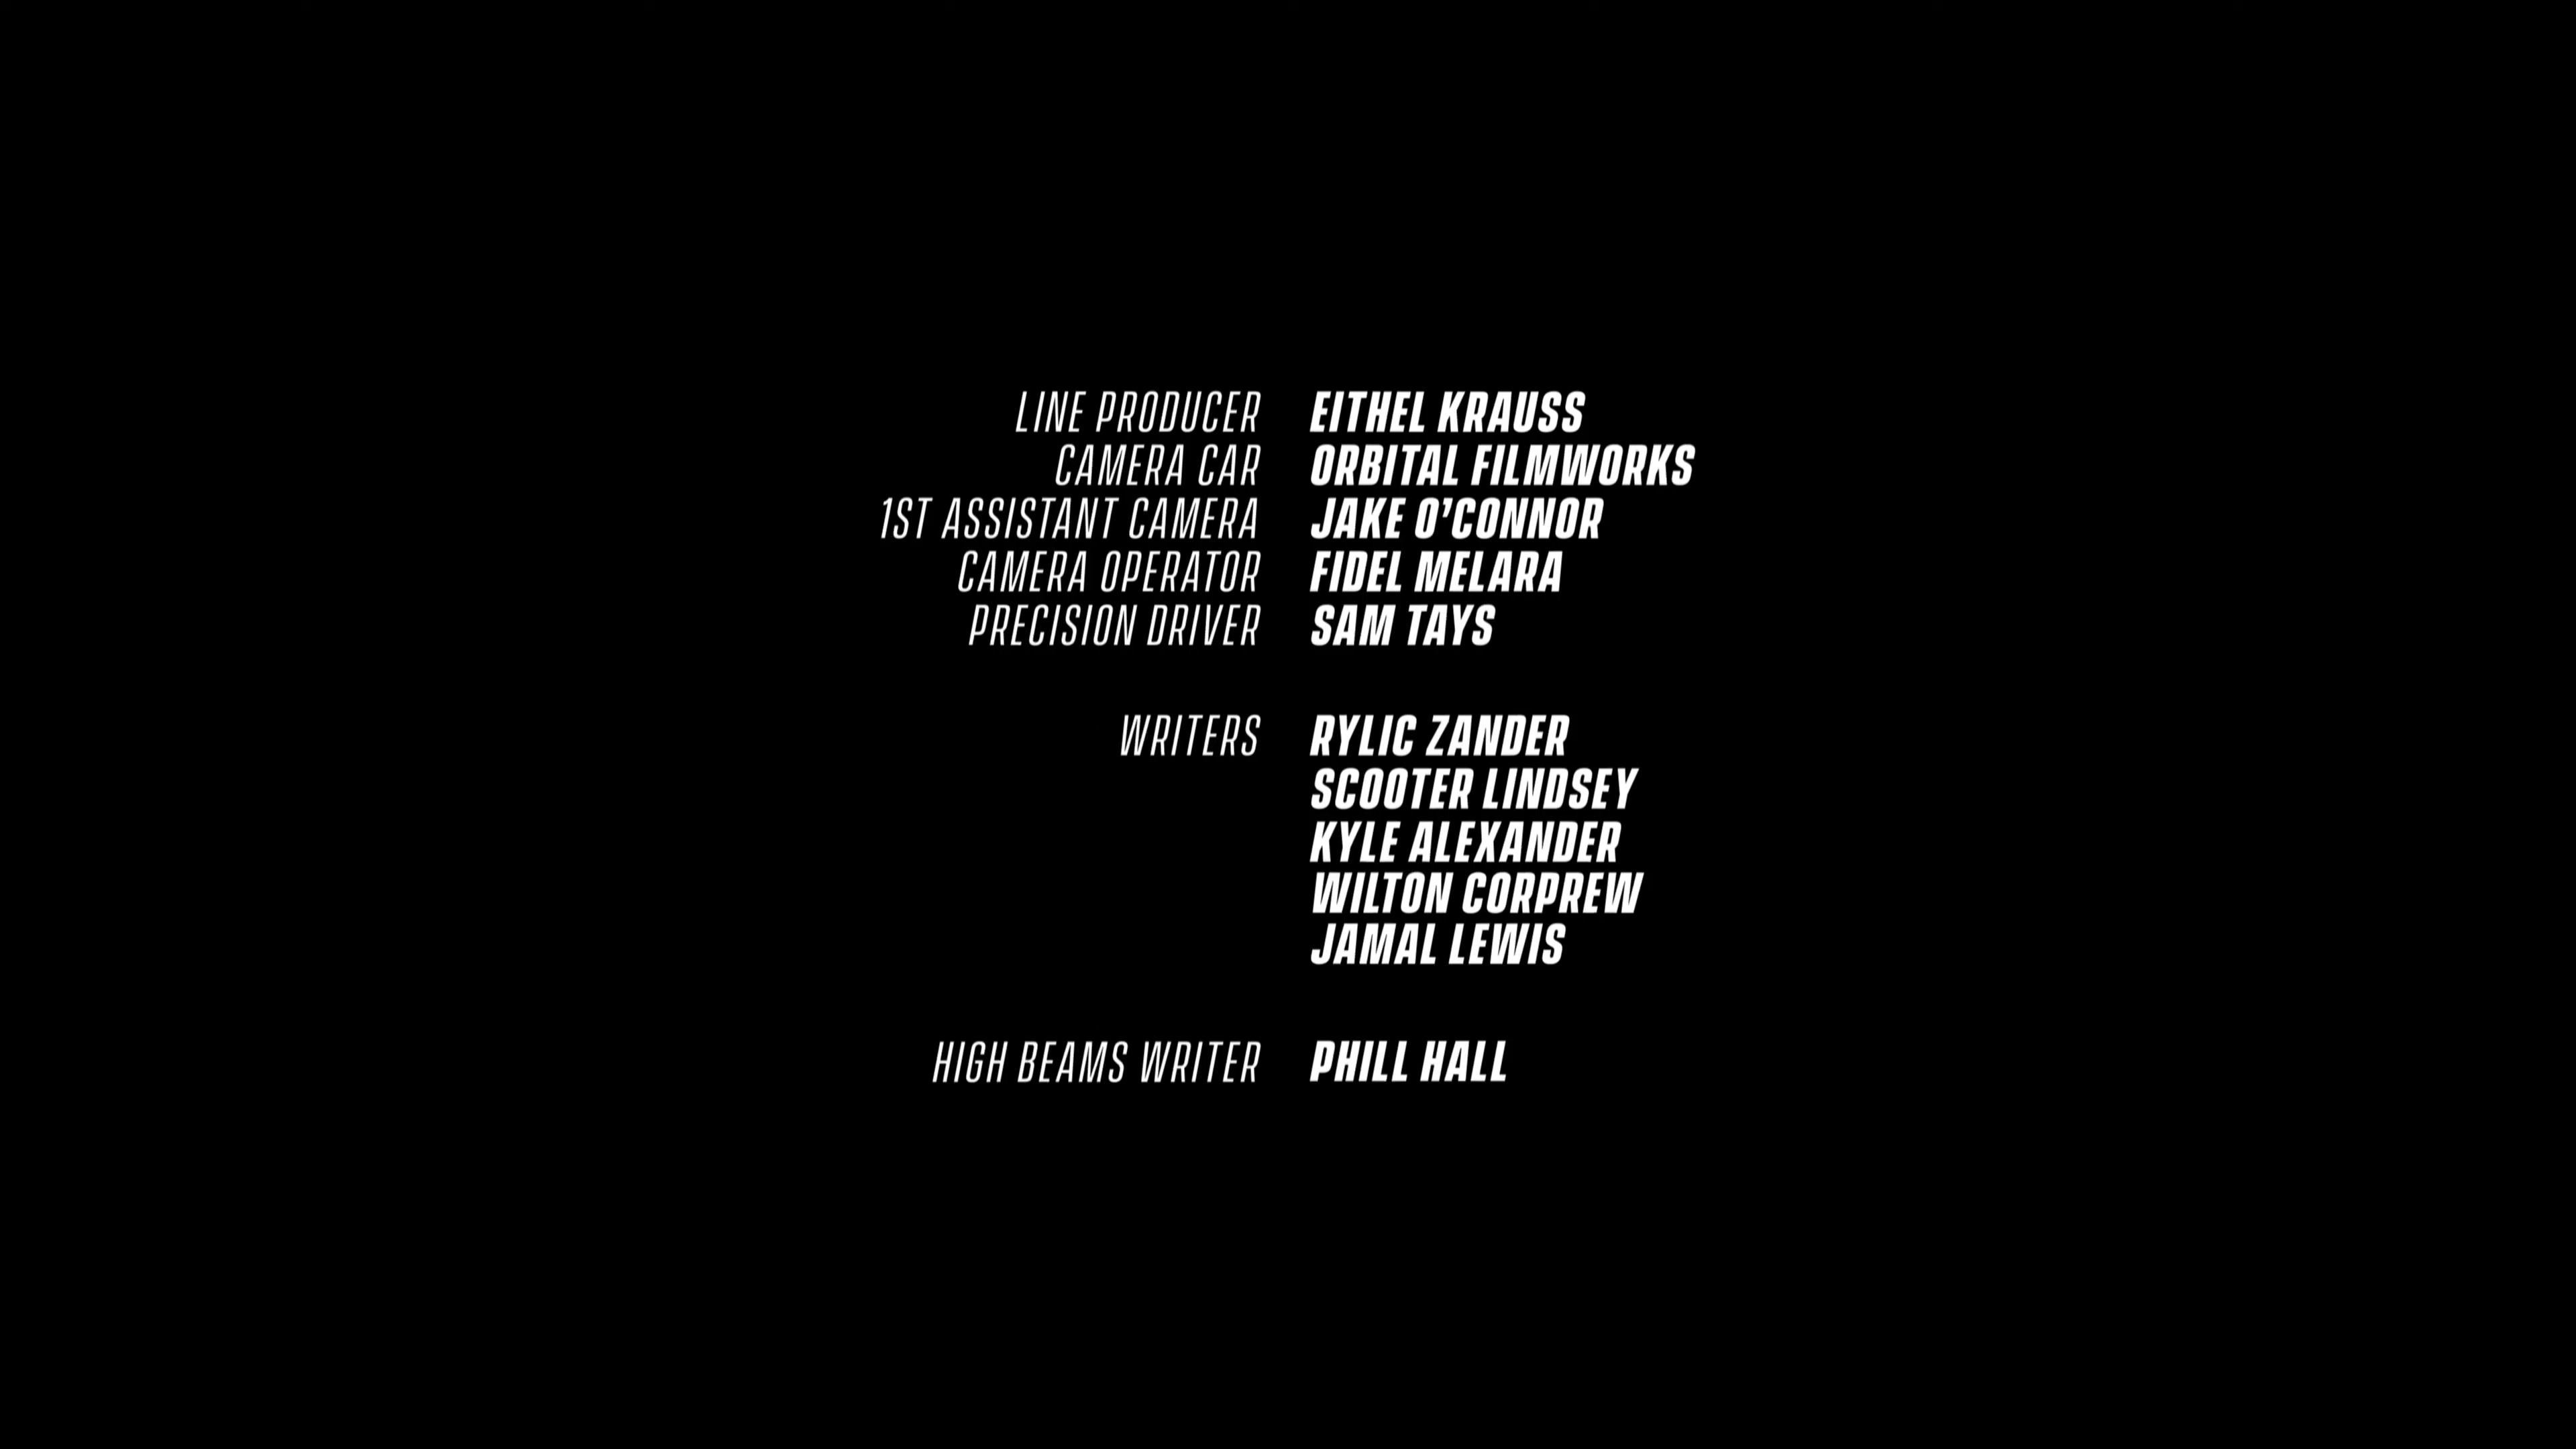 LINE PRODUCER EITHEL KRAUSS
CAMERA CAR ORBITAL FILMWORKS
1ST ASSISTANT CAMERA JAKE O'CONNOR
CAMERA OPERATOR FIDEL MELARA
PRECISION DRIVER SAM TAYS
WRITERS RYLIC ZANDER
SCOOTER LINDSEY
KYLE ALEXANDER
WILTON CORPREW
JAMAL LEWIS
HIGH BEAMS WRITER PHILL HALL